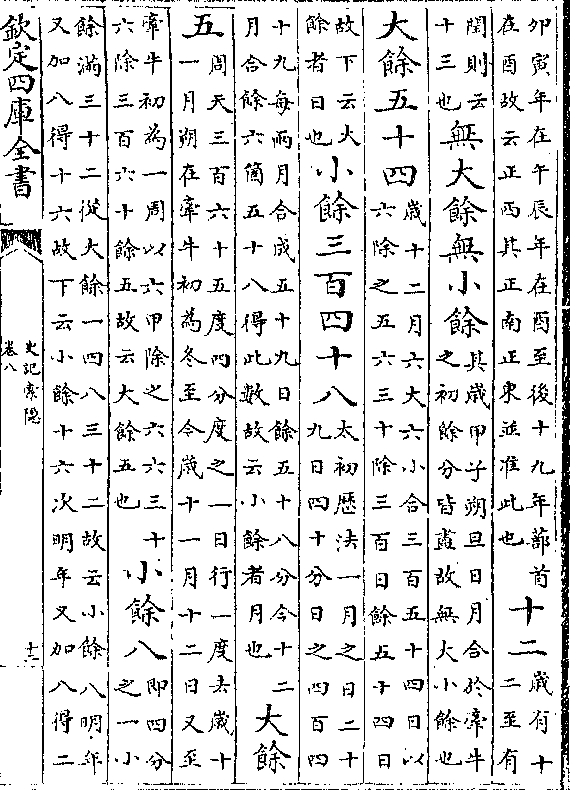 卯寅年在午辰年在酉至後十九年蔀首
在酉故云正西其正南正東並准此也
十二
歲有十
二至有
閏則云
十三也
無大餘無小餘
其歲甲子朔旦日月合於牽牛
之初餘分皆盡故無大小餘也
大餘五十四
歲十二月六大六小合三百五十四日以
六除之五六三十除三百日餘五十四日
故下云大
餘者日也
小餘三百四十八
太初歷法一月之日二十
九日四十分日之四百四
十九每兩月合成五十九日餘五十八分今十二
月合餘六箇五十八得此數故云小餘者月也
大餘
五
周天三百六十五度四分度之一日行一度去歲十
一月朔在牽牛初為冬至今歲十一月十二日又至
牽牛初為一周以六甲除之六六三十
六除三百六十餘五故云大餘五也
小餘八
即四分
之一小
餘滿三十二從大餘一四八三十二故云小餘八明年
又加八得十六故下云小餘十六次明年又加八得二
欽定四庫全書
史記索隱
卷八
十三